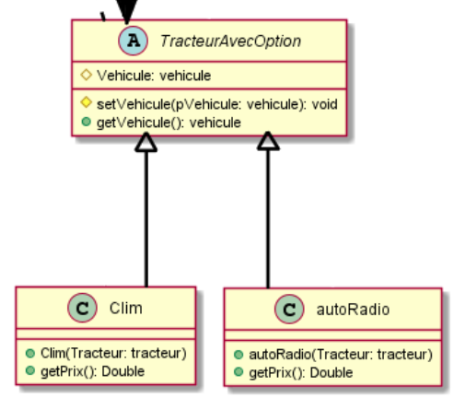 A TracteurAvecOption
Vehicule: vehicule
setVehicule(pVehicule: vehicule): void
getVehicule(): vehicule
C Clim
Clim(Tracteur: tracteur)
getPrix(): Double
C autoRadio
autoRadio(Tracteur: tracteur)
getPrix(): Double